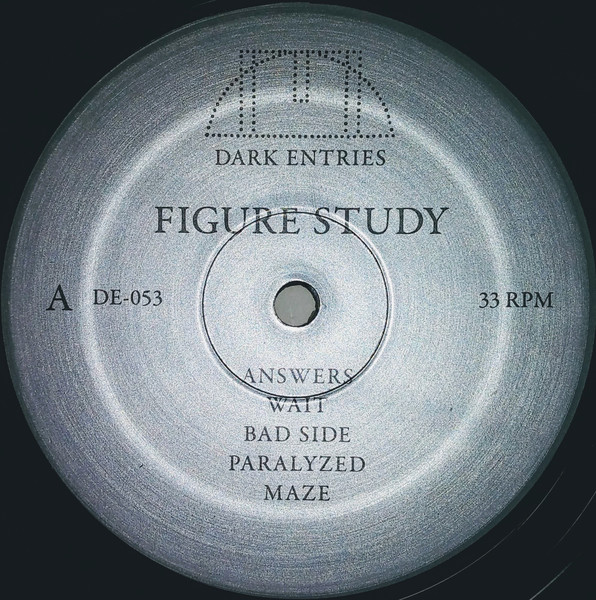 DARK ENTRIES
FIGURE STUDY
A DE-053 33 RPM
ANSWERS
WAIT
BAD SIDE
PARALYZED
MAZE